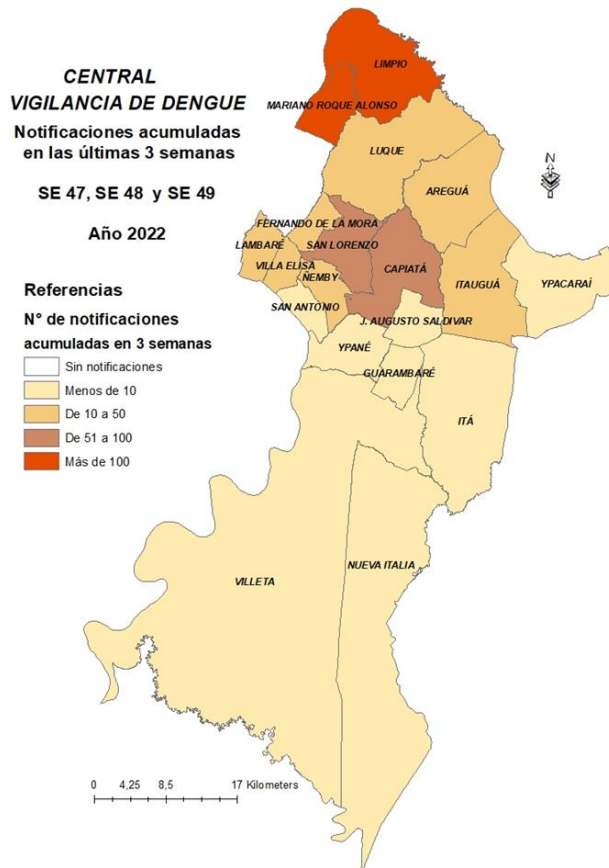 CENTRAL
VIGILANCIA DE DENGUE
Notificaciones acumuladas
en las últimas 3 semanas
SE 47, SE 48 y SE 49
Año 2022
Referencias
N° de notificaciones
acumuladas en 3 semanas
Sin notificaciones
Menos de 10
De 10 a 50
De 51 a 100
Más de 100
LIMPIO
MARIANO ROQUE ALONSO
LUQUE
N
AREGUÁ
FERNANDO DE LA MORA
LAMBARÉ
SAN LORENZO
VILLA ELISA
CAPIATÁ
ÑEMBY
ITAUGUÁ
YPACARAÍ
SAN ANTONIO
J. AUGUSTO SALDIVAR
YPANÉ
GUARAMBARÉ
ITÁ
VILLETA
NUEVA ITALIA
0 4,25 8,5 17 Kilometers